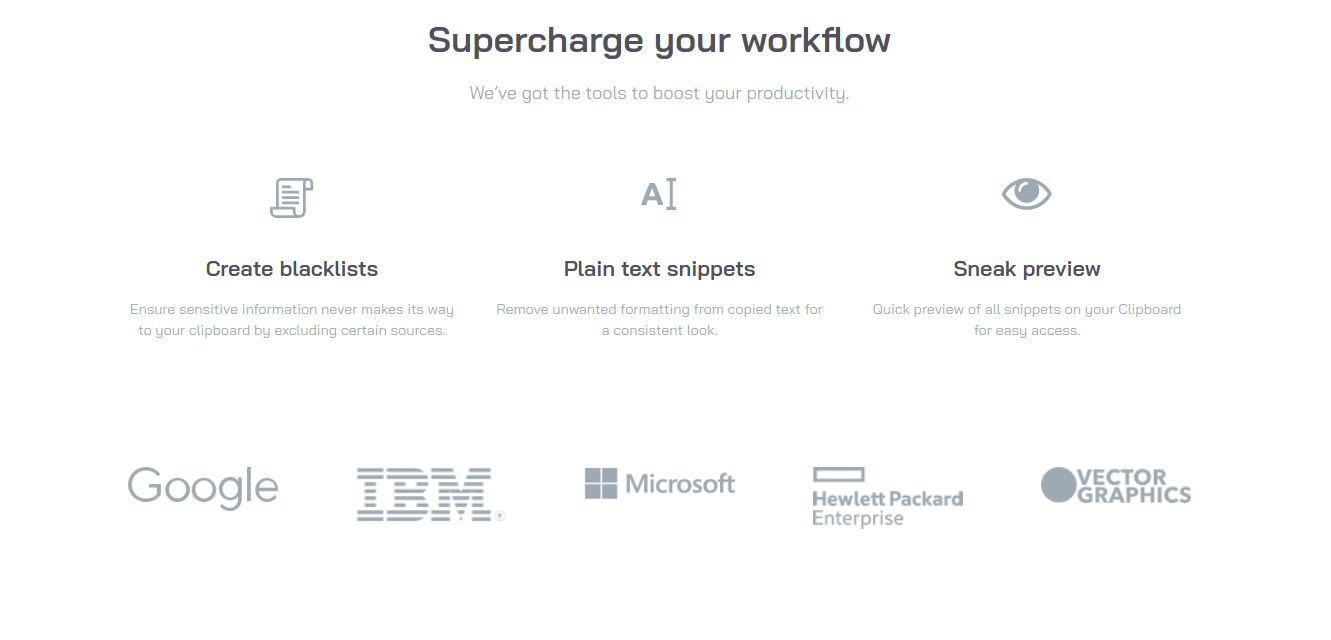 Supercharge your workflow
We’ve got the tools to boost your productivity.
A
Create blacklists
Plain text snippets
Sneak preview
Ensure sensitive information never makes its way
to your clipboard by excluding certain sources.
Remove unwanted formatting from copied text for
a consistent look.
Quick preview of all snippets on your Clipboard
for easy access.
Google
IBM®
Microsoft
Hewlett Packard
Enterprise
VECTOR
GRAPHICS